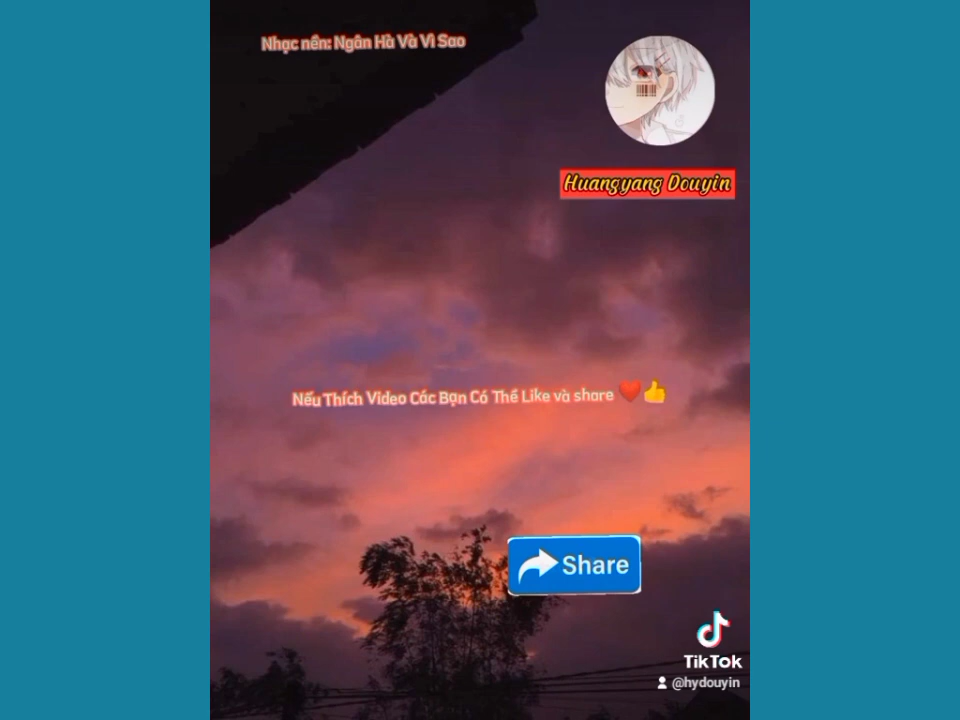 Nhạc nền: Ngân Hà Và Vì Sao
Huangyang Douyin
Nếu Thích Video Các Bạn Có Thể Like và share ❤️👍
Share
TikTok
@hydouyin